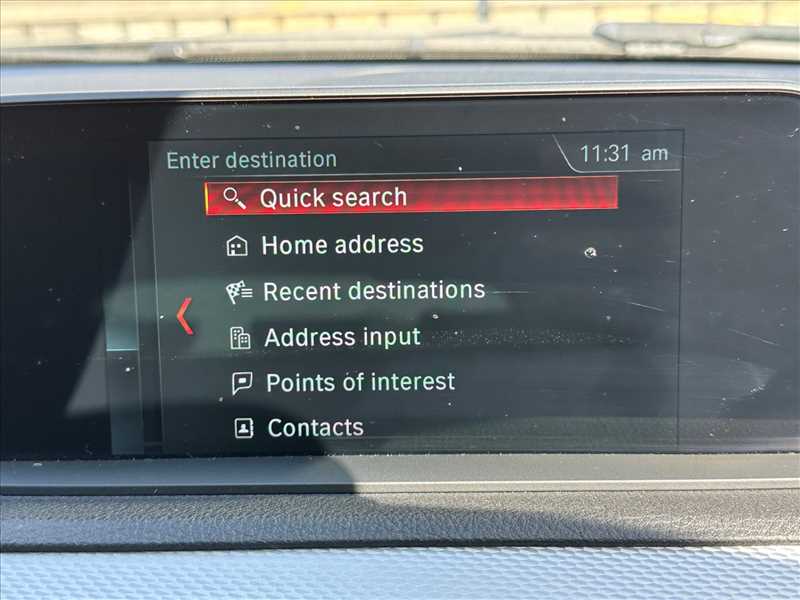 Enter destination
11:31 am
Quick search
Home address
Recent destinations
Address input
Points of interest
Contacts